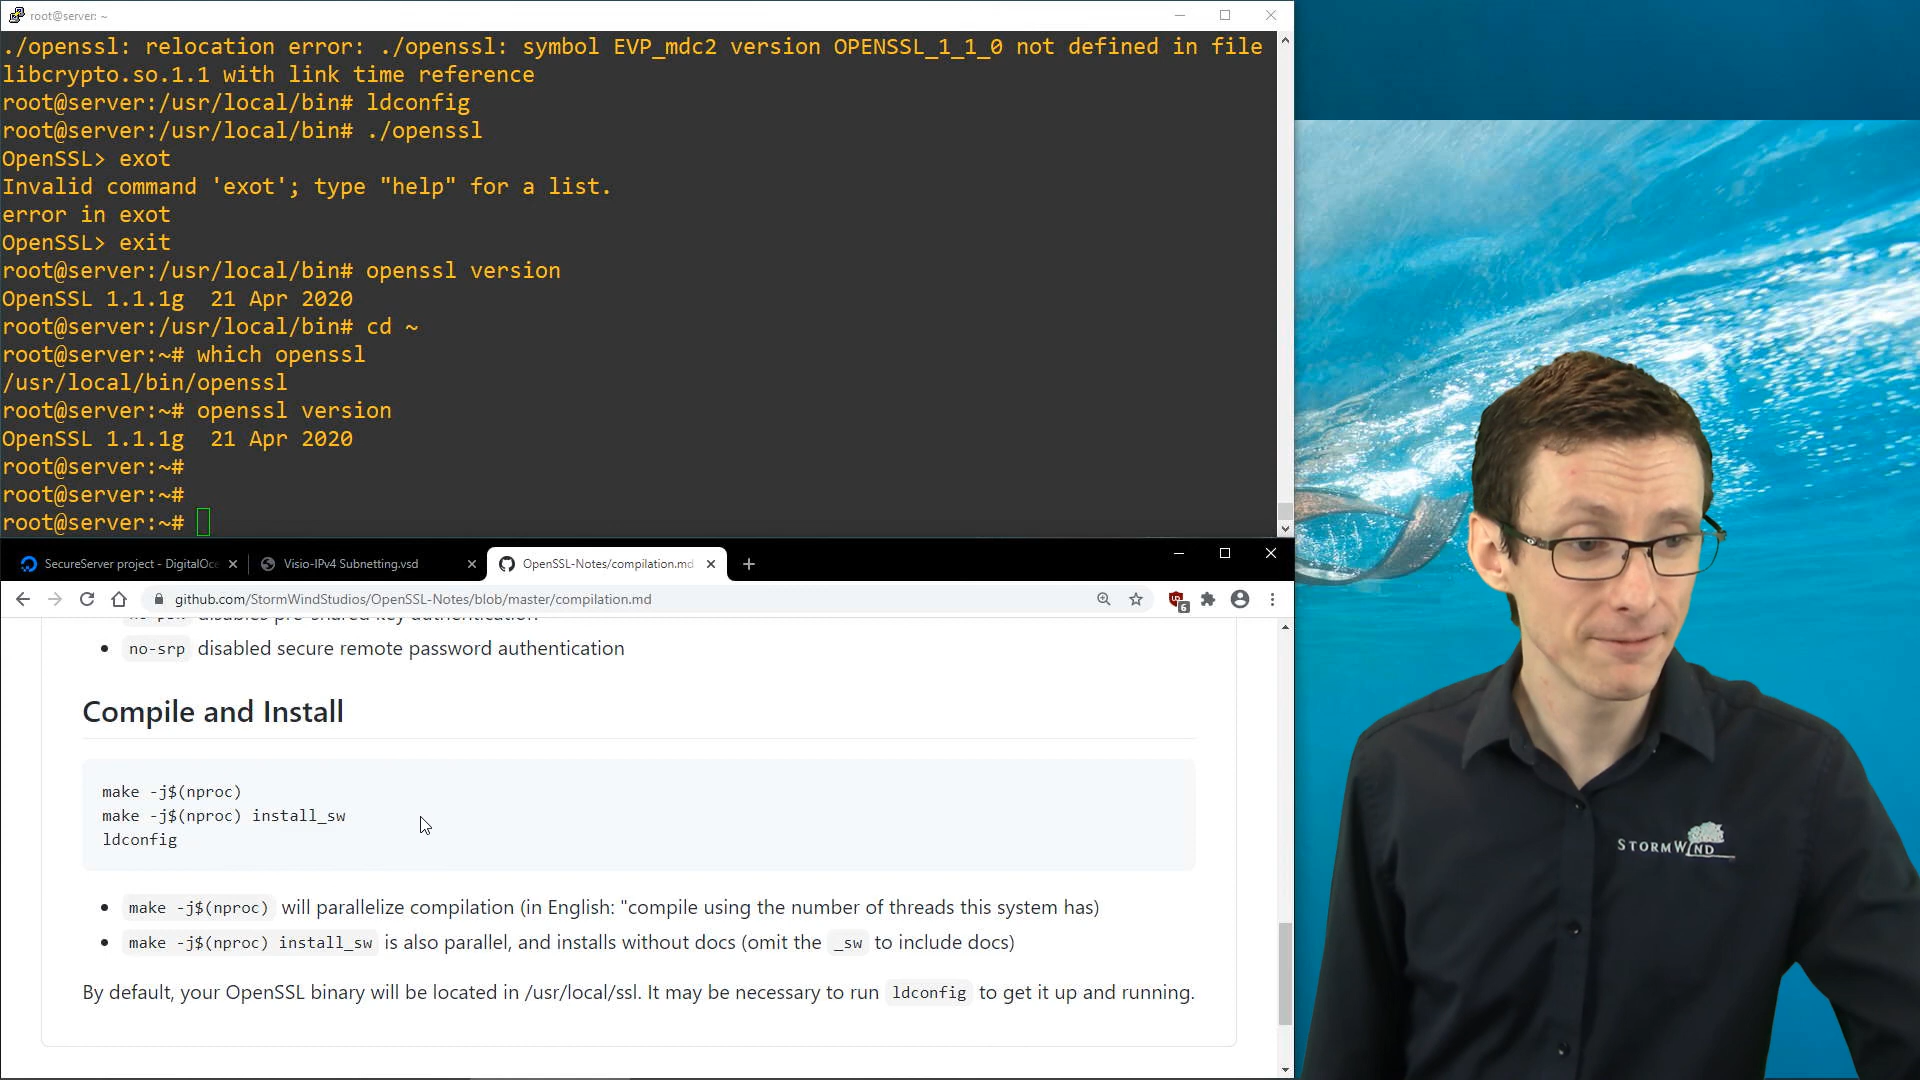 root@server: ~
./openssl: relocation error: ./openssl: symbol EVP_mdc2 version OPENSSL_1_1_0 not defined in file
libcrypto.so.1.1 with link time reference
root@server:/usr/local/bin# ldconfig
root@server:/usr/local/bin# ./openssl
OpenSSL> exot
Invalid command 'exot'; type "help" for a list.
error in exot
OpenSSL> exit
root@server:/usr/local/bin# openssl version
OpenSSL 1.1.1g  21 Apr 2020
root@server:/usr/local/bin# cd ~
root@server:~# which openssl
/usr/local/bin/openssl
root@server:~# openssl version
OpenSSL 1.1.1g  21 Apr 2020
root@server:~#
root@server:~#
root@server:~#
SecureServer project - DigitalOce
Visio-IPv4 Subnetting.vsd
OpenSSL-Notes/compilation.md
github.com/StormWindStudios/OpenSSL-Notes/blob/master/compilation.md
6
no-psk disables pre-shared key authentication
no-srp disabled secure remote password authentication
Compile and Install
make -j$(nproc)
make -j$(nproc) install_sw
ldconfig
make -j$(nproc) will parallelize compilation (in English: "compile using the number of threads this system has)
make -j$(nproc) install_sw is also parallel, and installs without docs (omit the _sw to include docs)
By default, your OpenSSL binary will be located in /usr/local/ssl. It may be necessary to run ldconfig to get it up and running.
STORMWIND